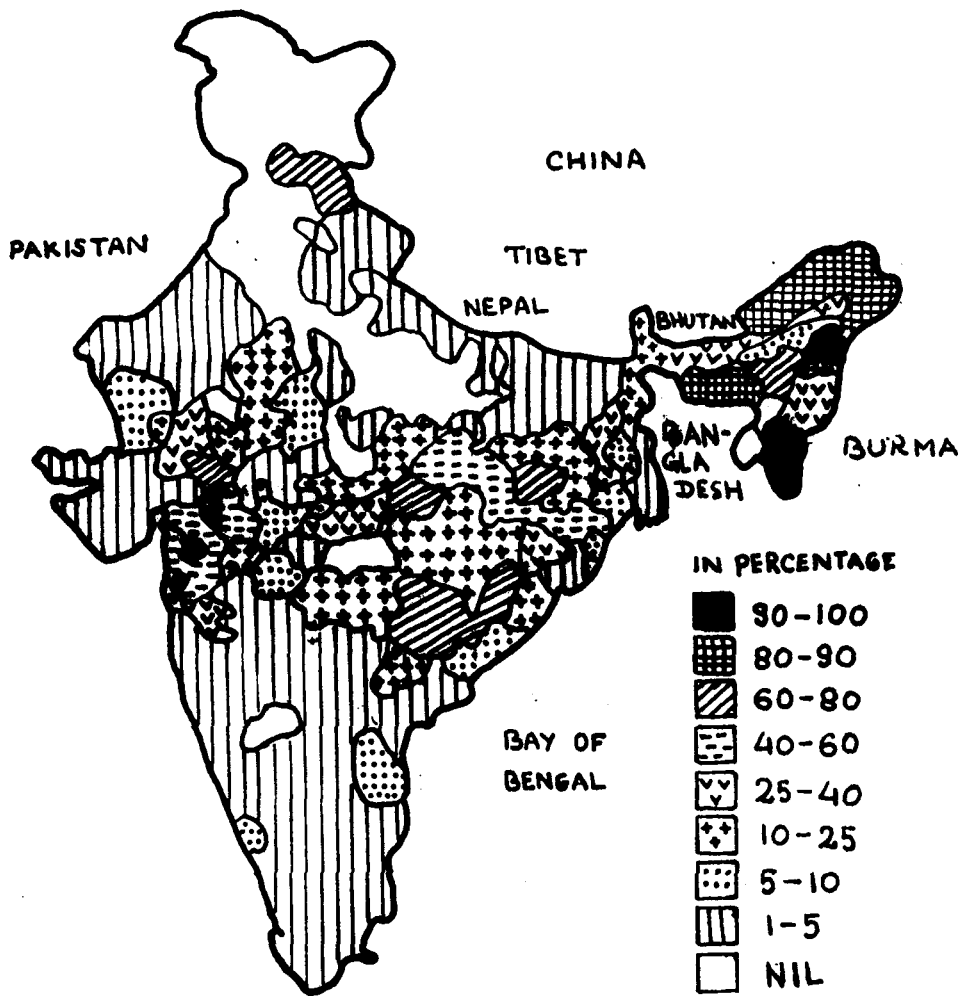 CHINA
PAKISTAN
TIBET
NEPAL
BHUTAN
BAN-
GLA
DESH
BURMA
BAY OF
BENGAL
IN PERCENTAGE
90-100
80-90
60-80
40-60
25-40
10-25
5-10
1-5
NIL